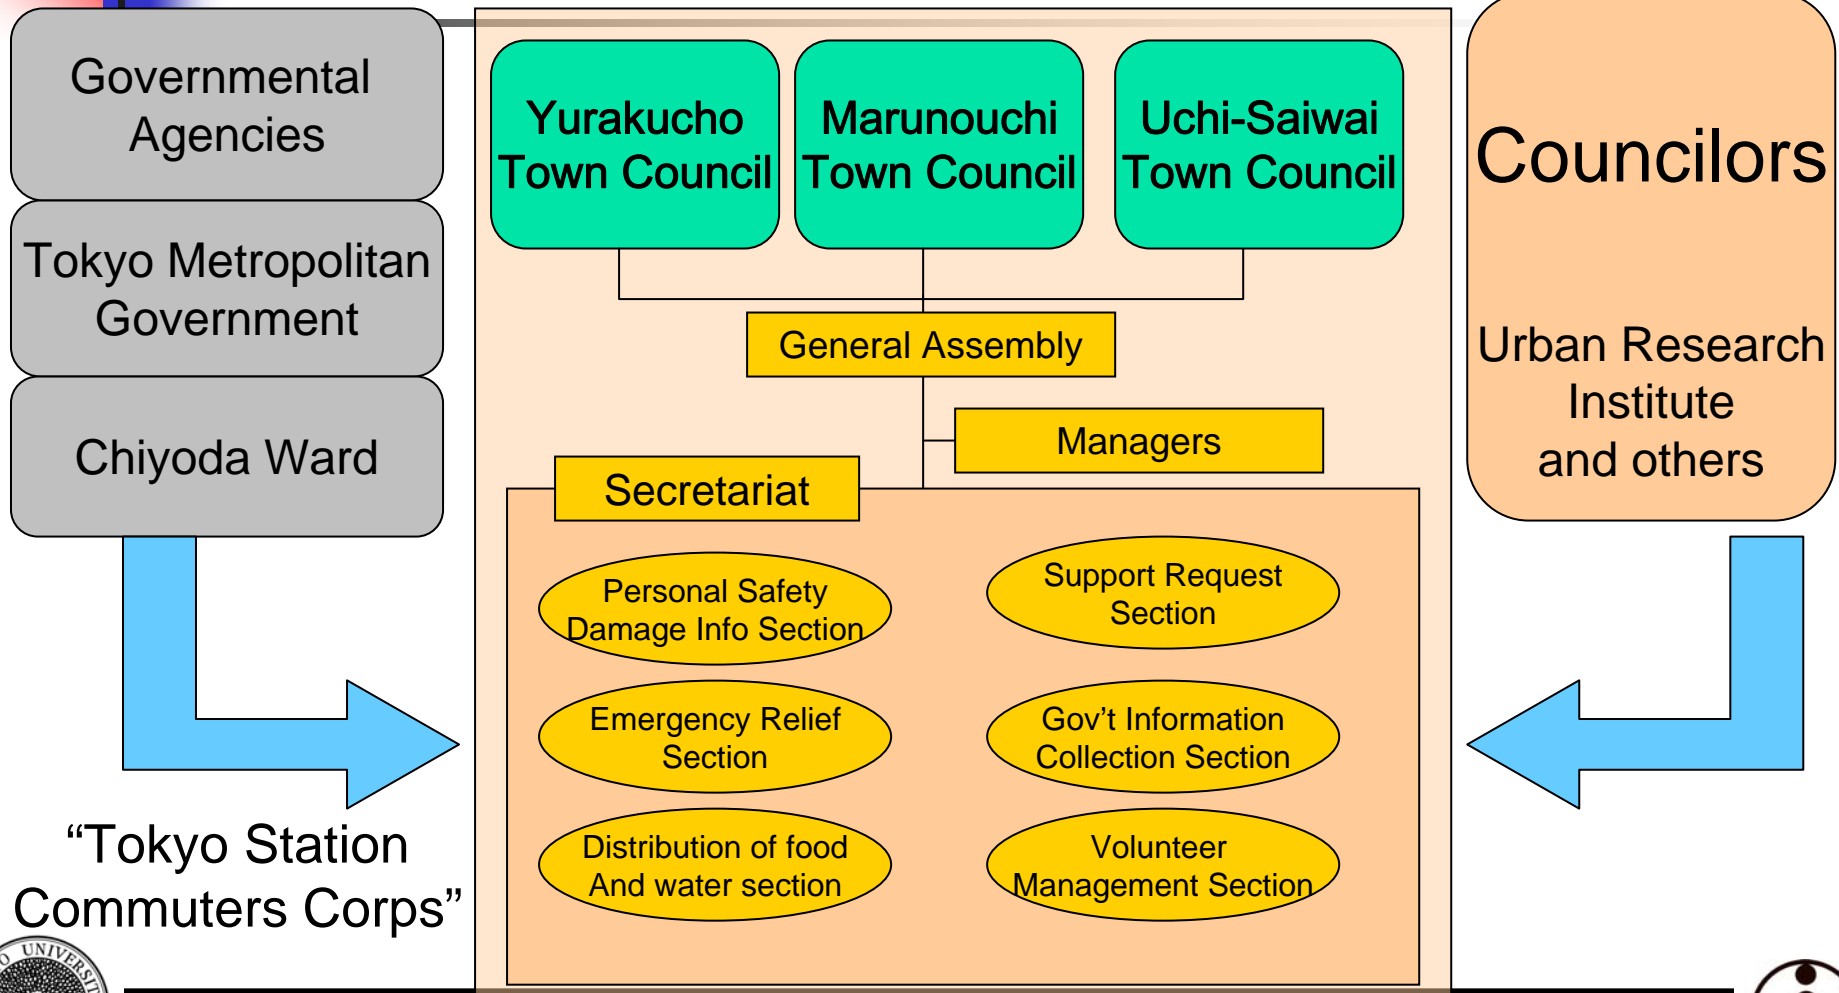 Governmental
Agencies
Tokyo Metropolitan
Government
Chiyoda Ward
"Tokyo Station
Commuters Corps"
Yurakucho
Town Council
Marunouchi
Town Council
Uchi-Saiwai
Town Council
General Assembly
Managers
Secretariat
Personal Safety
Damage Info Section
Support Request
Section
Emergency Relief
Section
Gov't Information
Collection Section
Distribution of food
And water section
Volunteer
Management Section
Councilors
Urban Research
Institute
and others